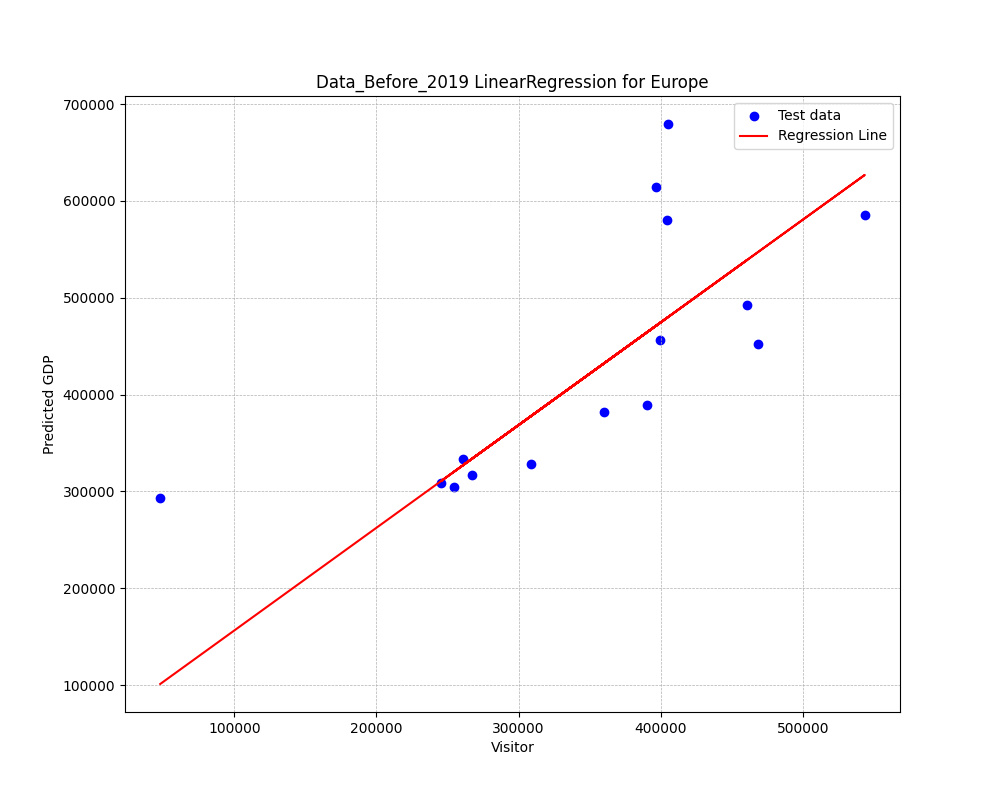 Data_Before_2019 LinearRegression for Europe
Test data
Regression Line
700000
600000
500000
400000
300000
200000
100000
Predicted GDP
100000 200000 300000 400000 500000
Visitor